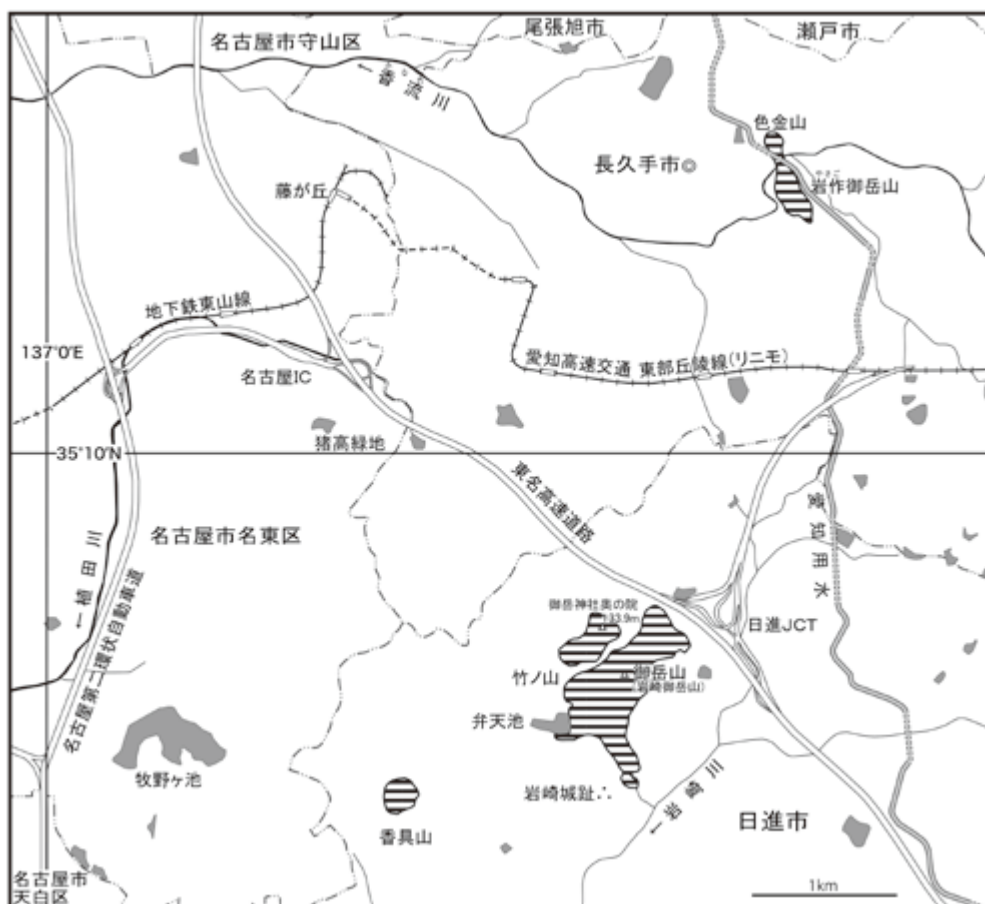 名古屋市守山区
尾張旭市
瀬戸市
←香流川
色金山
長久手市◎
やざこ
岩作御岳山
藤が丘
地下鉄東山線
137°0'E
名古屋IC
愛知高速交通 東部丘陵線(リニモ)
猪高緑地
35°10'N
東名高速道路
愛知用水
名古屋市名東区
←植田川
名古屋第二環状自動車道
御岳神社奥の院
133.9m
日進JCT
竹ノ山
御岳山
(岩崎御岳山)
弁天池
牧野ヶ池
岩崎城趾∴
←岩崎川
香具山
日進市
名古屋市
天白区
1km